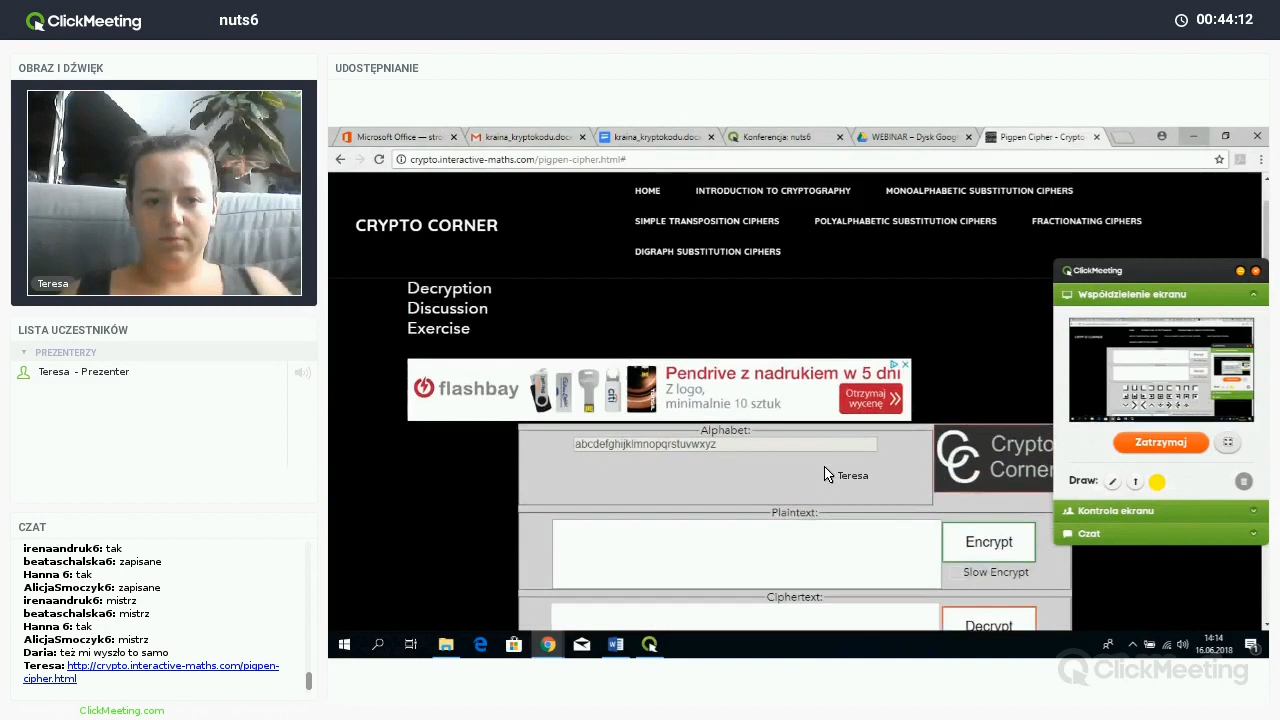 ClickMeeting
nuts6
00:44:12
OBRAZ I DŹWIĘK
Teresa
LISTA UCZESTNIKÓW
PREZENTERZY
Teresa - Prezenter
CZAT
irenaandruk6: tak
beataschalska6: zapisane
Hanna 6: tak
AlicjaSmoczyk6: zapisane
irenaandruk6: mistrz
beataschalska6: mistrz
Hanna 6: tak
AlicjaSmoczyk6: mistrz
Daria: też mi wyszło to samo
Teresa: http://crypto.interactive-maths.com/pigpen-
cipher.html
ClickMeeting.com
UDOSTĘPNIANIE
Microsoft Office — stro
kraina_kryptokodu.docx
kraina_kryptokodu.docx
Konferencja: nuts6
WEBINAR – Dysk Googl
Pigpen Cipher - Crypto
crypto.interactive-maths.com/pigpen-cipher.html#
CRYPTO CORNER
HOME INTRODUCTION TO CRYPTOGRAPHY MONOALPHABETIC SUBSTITUTION CIPHERS
SIMPLE TRANSPOSITION CIPHERS POLYALPHABETIC SUBSTITUTION CIPHERS FRACTIONATING CIPHERS
DIGRAPH SUBSTITUTION CIPHERS
Decryption
Discussion
Exercise
flashbay
Pendrive z nadrukiem w 5 dni
Z logo,
minimalnie 10 sztuk
Otrzymaj
wycenę
Alphabet:
abcdefghijklmnopqrstuvwxyz
Teresa
Crypto
Corner
Plaintext:
Encrypt
Slow Encrypt
Ciphertext:
Decrypt
ClickMeeting
Współdzielenie ekranu
Zatrzymaj
Draw:
Kontrola ekranu
Czat
14:14
16.06.2018
ClickMeeting